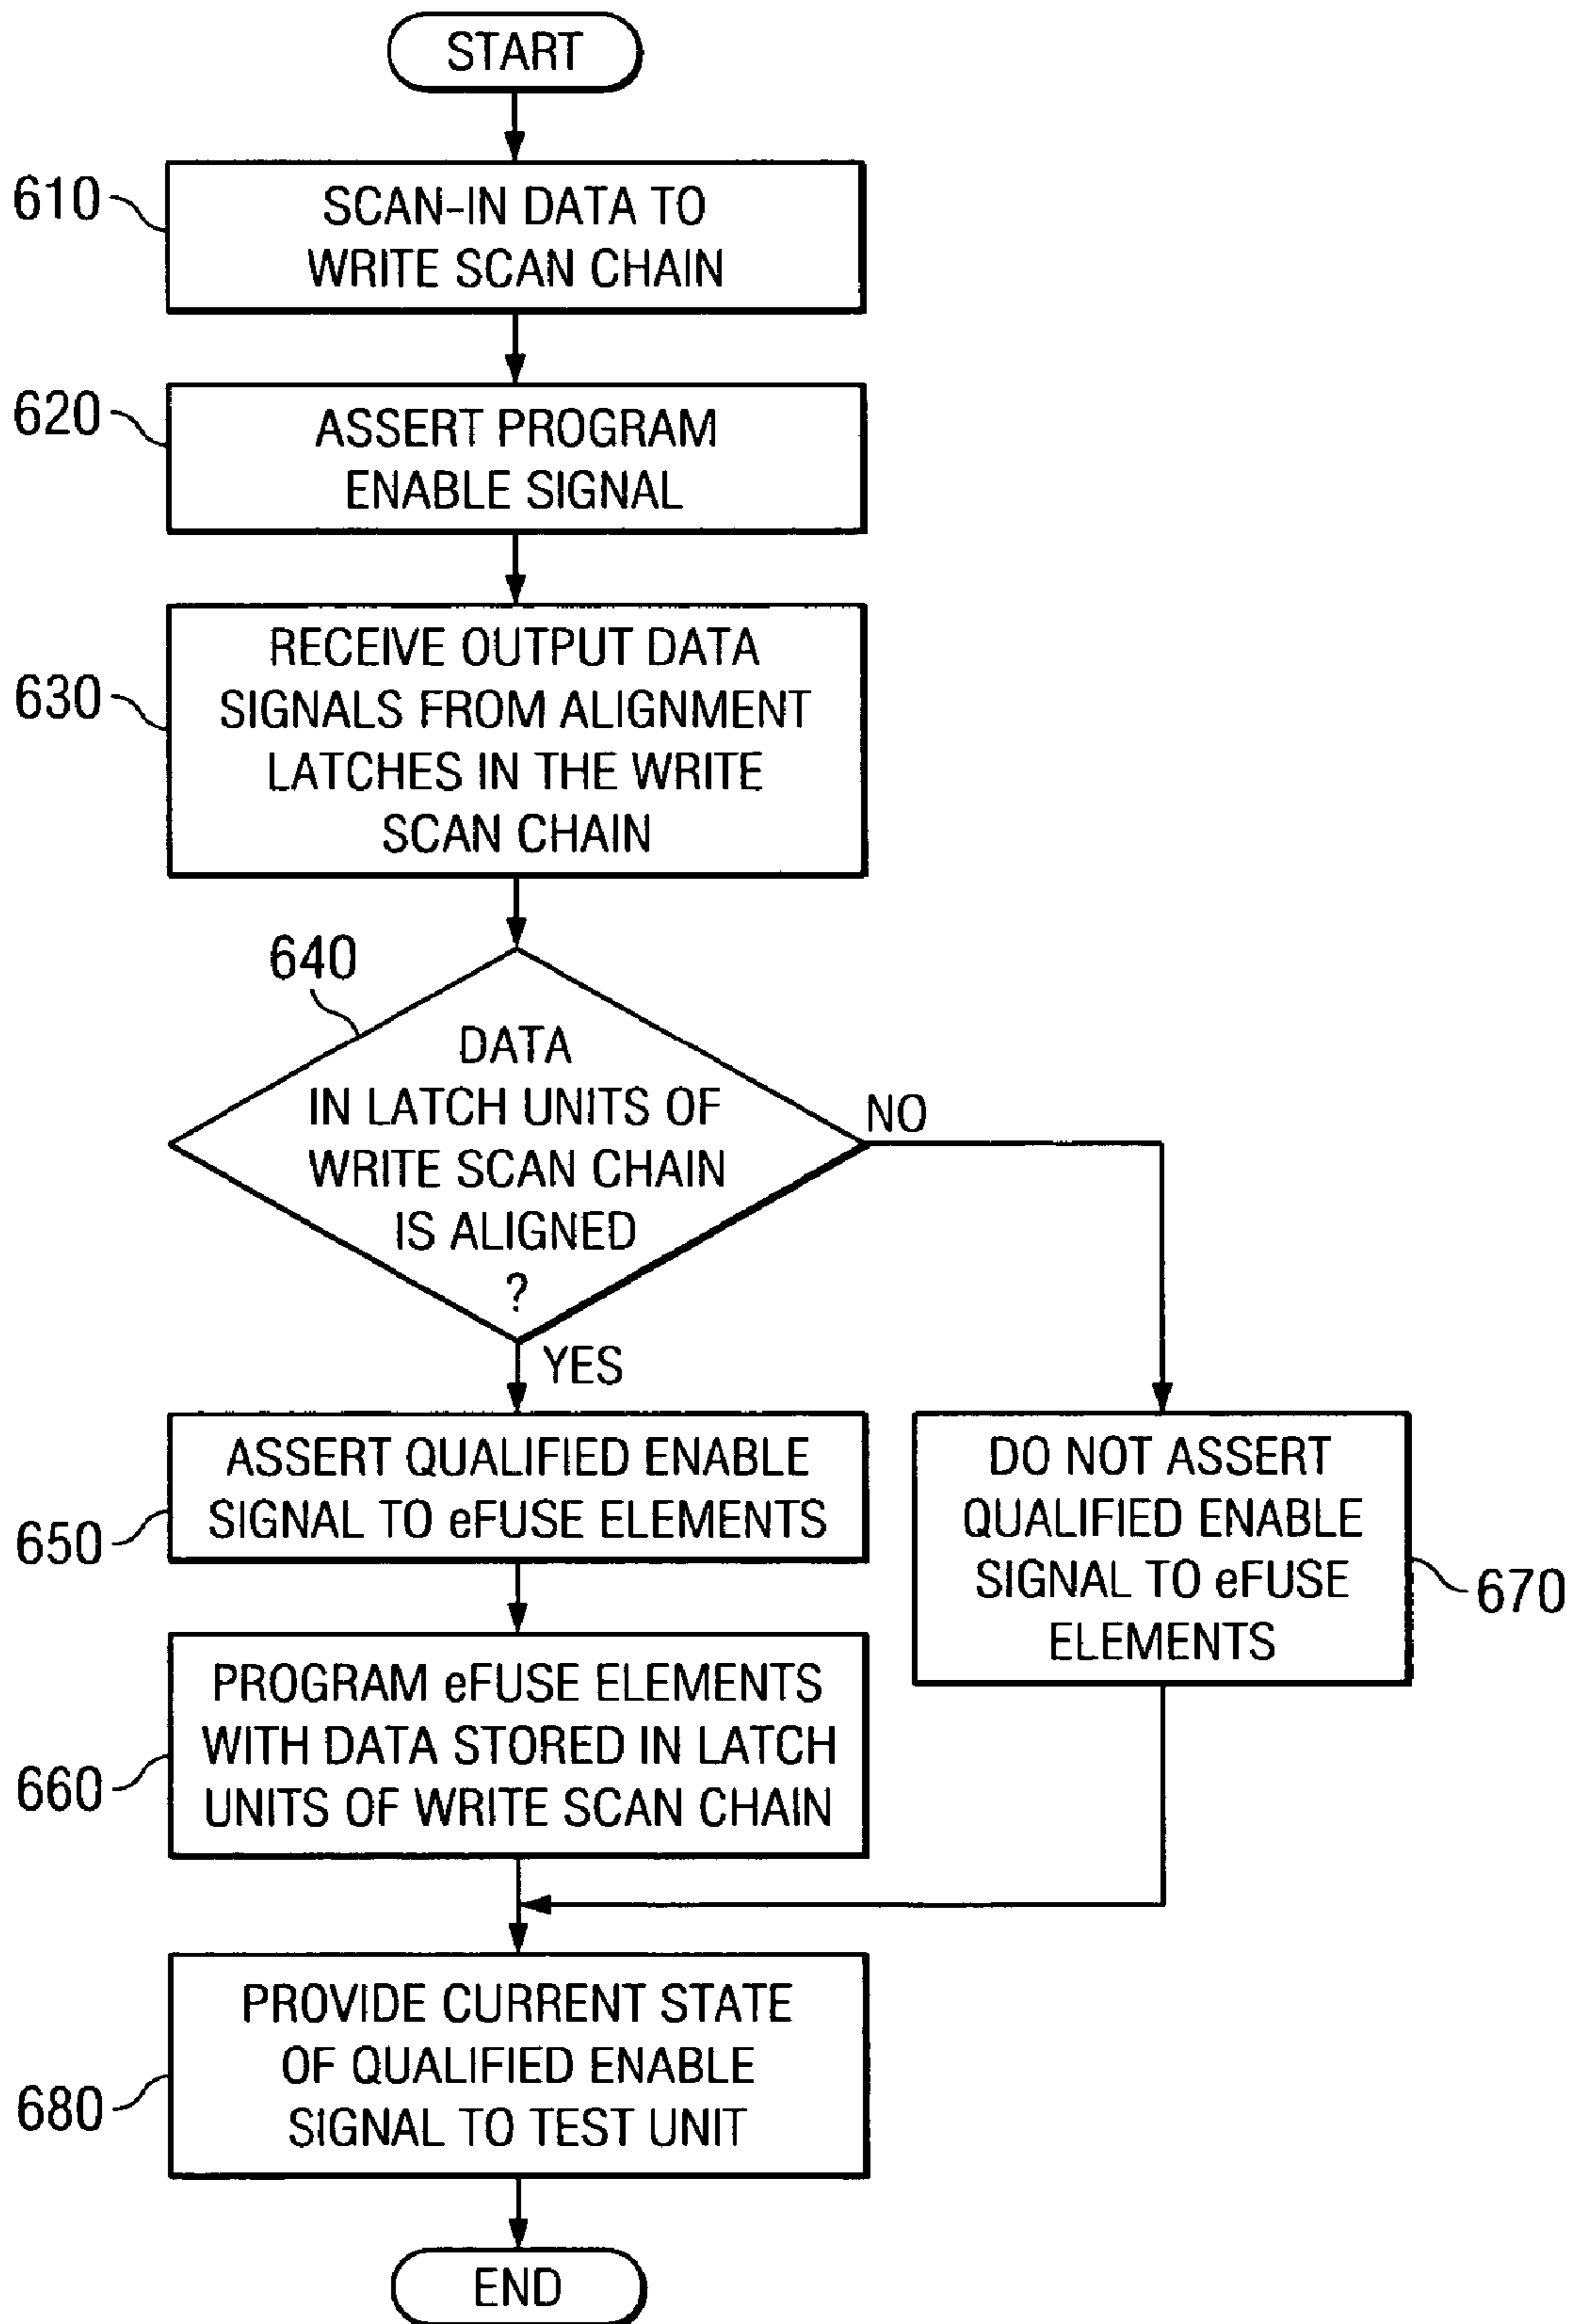 START
610
SCAN-IN DATA TO
WRITE SCAN CHAIN
620
ASSERT PROGRAM
ENABLE SIGNAL
630
RECEIVE OUTPUT DATA
SIGNALS FROM ALIGNMENT
LATCHES IN THE WRITE
SCAN CHAIN
640
DATA
IN LATCH UNITS OF
WRITE SCAN CHAIN
IS ALIGNED
?
NO
YES
650
ASSERT QUALIFIED ENABLE
SIGNAL TO eFUSE ELEMENTS
DO NOT ASSERT
QUALIFIED ENABLE
SIGNAL TO eFUSE
ELEMENTS
670
660
PROGRAM eFUSE ELEMENTS
WITH DATA STORED IN LATCH
UNITS OF WRITE SCAN CHAIN
680
PROVIDE CURRENT STATE
OF QUALIFIED ENABLE
SIGNAL TO TEST UNIT
END